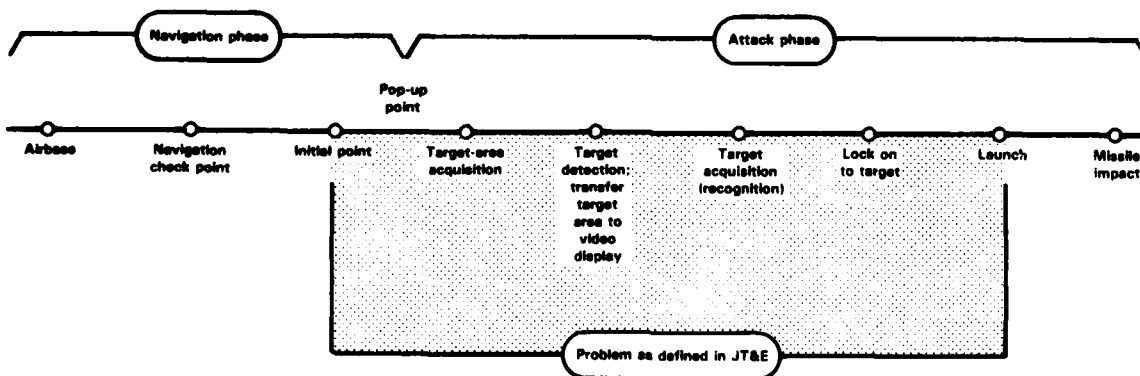 Navigation phase
Attack phase
Pop-up
point
Airbase
Navigation
check point
Initial point
Target-area
acquisition
Target
detection;
transfer
target
area to
video
display
Target
acquisition
(recognition)
Lock on
to target
Launch
Missile
impact
Problem as defined in JT&E